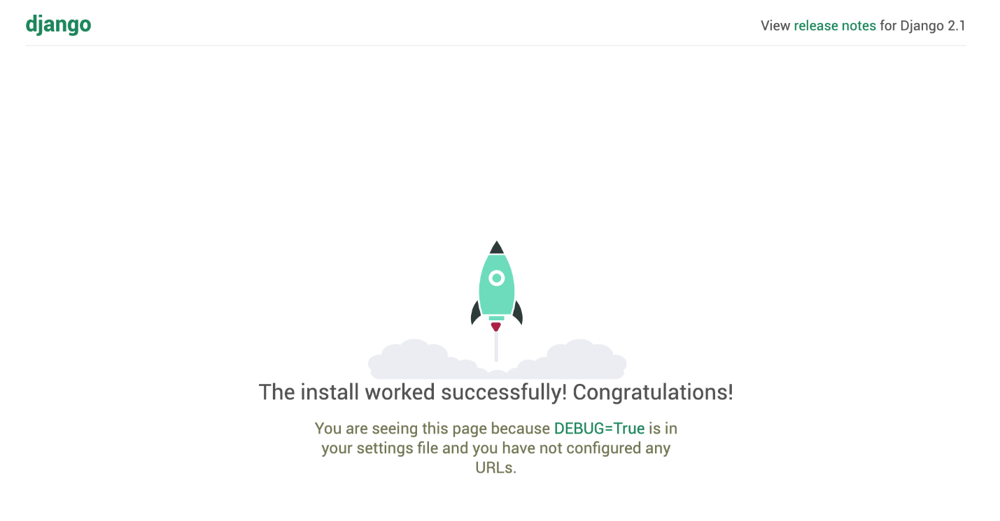 django
View release notes for Django 2.1
The install worked successfully! Congratulations!
You are seeing this page because DEBUG=True is in
your settings file and you have not configured any
URLs.